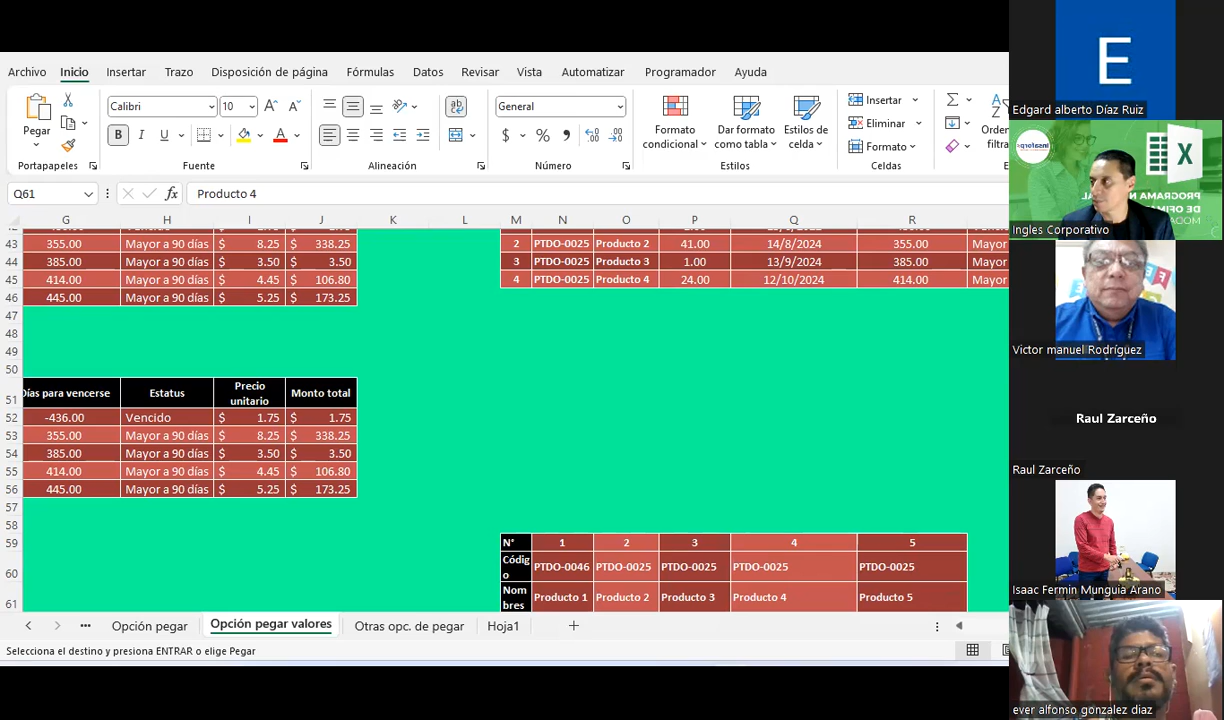 Archivo Inicio Insertar Trazo Disposición de página Fórmulas Datos Revisar Vista Automatizar Programador Ayuda
Pegar
Calibri 10
General
Formato condicional
Dar formato como tabla
Estilos de celda
Insertar
Eliminar
Formato
Portapapeles Fuente Alineación Número Estilos Celdas
Q61 fx Producto 4
G H I J K L M N O P Q R
43 355.00 Mayor a 90 días $ 8.25 $ 338.25 2 PTDO-0025 Producto 2 41.00 14/8/2024 355.00 Mayor
44 385.00 Mayor a 90 días $ 3.50 $ 3.50 3 PTDO-0025 Producto 3 1.00 13/9/2024 385.00 Mayor
45 414.00 Mayor a 90 días $ 4.45 $ 106.80 4 PTDO-0025 Producto 4 24.00 12/10/2024 414.00 Mayor
46 445.00 Mayor a 90 días $ 5.25 $ 173.25
47
48
49
50
51 Días para vencerse Estatus Precio unitario Monto total
52 -436.00 Vencido $ 1.75 $ 1.75
53 355.00 Mayor a 90 días $ 8.25 $ 338.25
54 385.00 Mayor a 90 días $ 3.50 $ 3.50
55 414.00 Mayor a 90 días $ 4.45 $ 106.80
56 445.00 Mayor a 90 días $ 5.25 $ 173.25
57
58
59 N° 1 2 3 4 5
60 Código PTDO-0046 PTDO-0025 PTDO-0025 PTDO-0025 PTDO-0025
61 Nombres Producto 1 Producto 2 Producto 3 Producto 4 Producto 5
Opción pegar Opción pegar valores Otras opc. de pegar Hoja1
Selecciona el destino y presiona ENTRAR o elige Pegar
E
Edgard alberto Díaz Ruiz
Ingles Corporativo
Victor manuel Rodríguez
Raul Zarceño
Raul Zarceño
Isaac Fermin Munguia Arano
ever alfonso gonzalez diaz